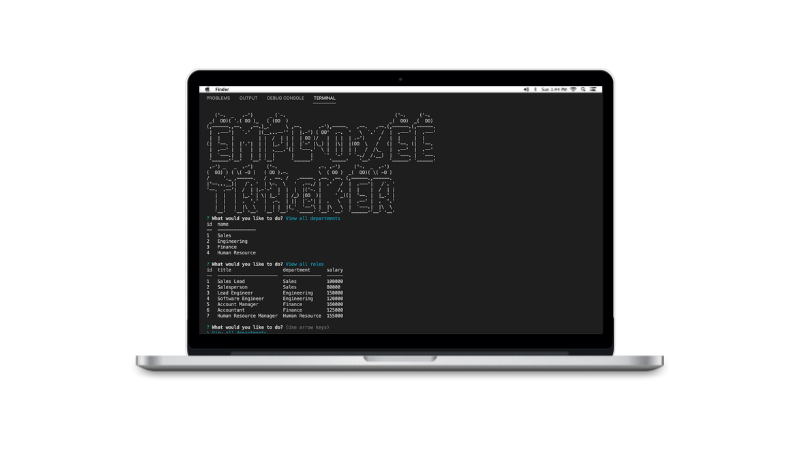 Finder Sun 2:44 PM
PROBLEMS OUTPUT DEBUG CONSOLE TERMINAL
EMPLOYEE
TRACKER
? What would you like to do? View all departments
id name
1 Sales
2 Engineering
3 Finance
4 Human Resource
? What would you like to do? View all roles
id title department salary
1 Sales Lead Sales 100000
2 Salesperson Sales 80000
3 Lead Engineer Engineering 150000
4 Software Engineer Engineering 120000
5 Account Manager Finance 160000
6 Accountant Finance 125000
7 Human Resource Manager Human Resource 155000
? What would you like to do? (Use arrow keys)
> View all departments